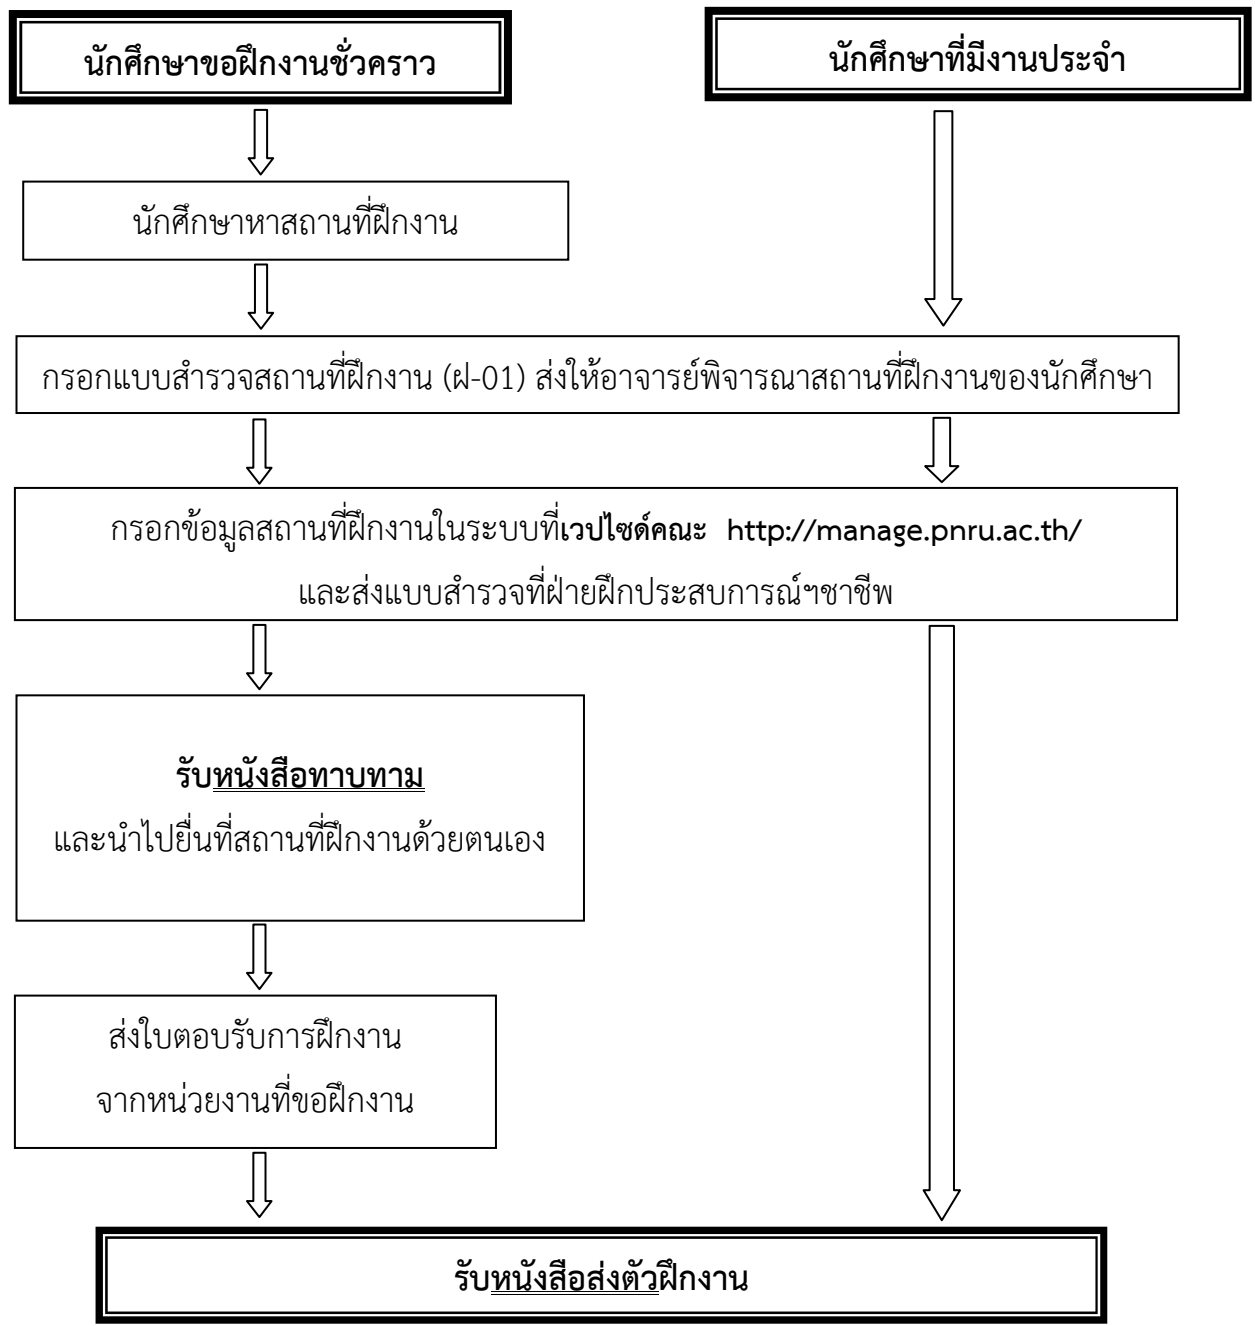 นักศึกษาขอฝึกงานชั่วคราว
นักศึกษาที่มีงานประจำ
นักศึกษาหาสถานที่ฝึกงาน
กรอกแบบสำรวจสถานที่ฝึกงาน (ฝ-01) ส่งให้อาจารย์พิจารณาสถานที่ฝึกงานของนักศึกษา
กรอกข้อมูลสถานที่ฝึกงานในระบบที่เวปไซด์คณะ http://manage.pnru.ac.th/
และส่งแบบสำรวจที่ฝ่ายฝึกประสบการณ์ฯชาชีพ
รับหนังสือทาบทาม
และนำไปยื่นที่สถานที่ฝึกงานด้วยตนเอง
ส่งใบตอบรับการฝึกงาน
จากหน่วยงานที่ขอฝึกงาน
รับหนังสือส่งตัวฝึกงาน